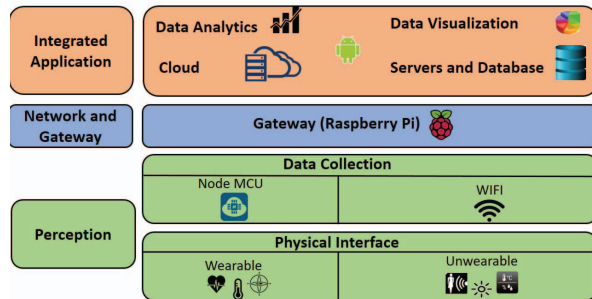 Integrated
Application
Data Analytics
Data Visualization
Cloud
Servers and Database
Network and
Gateway
Gateway (Raspberry Pi)
Perception
Data Collection
Node MCU
WIFI
Physical Interface
Wearable
Unwearable